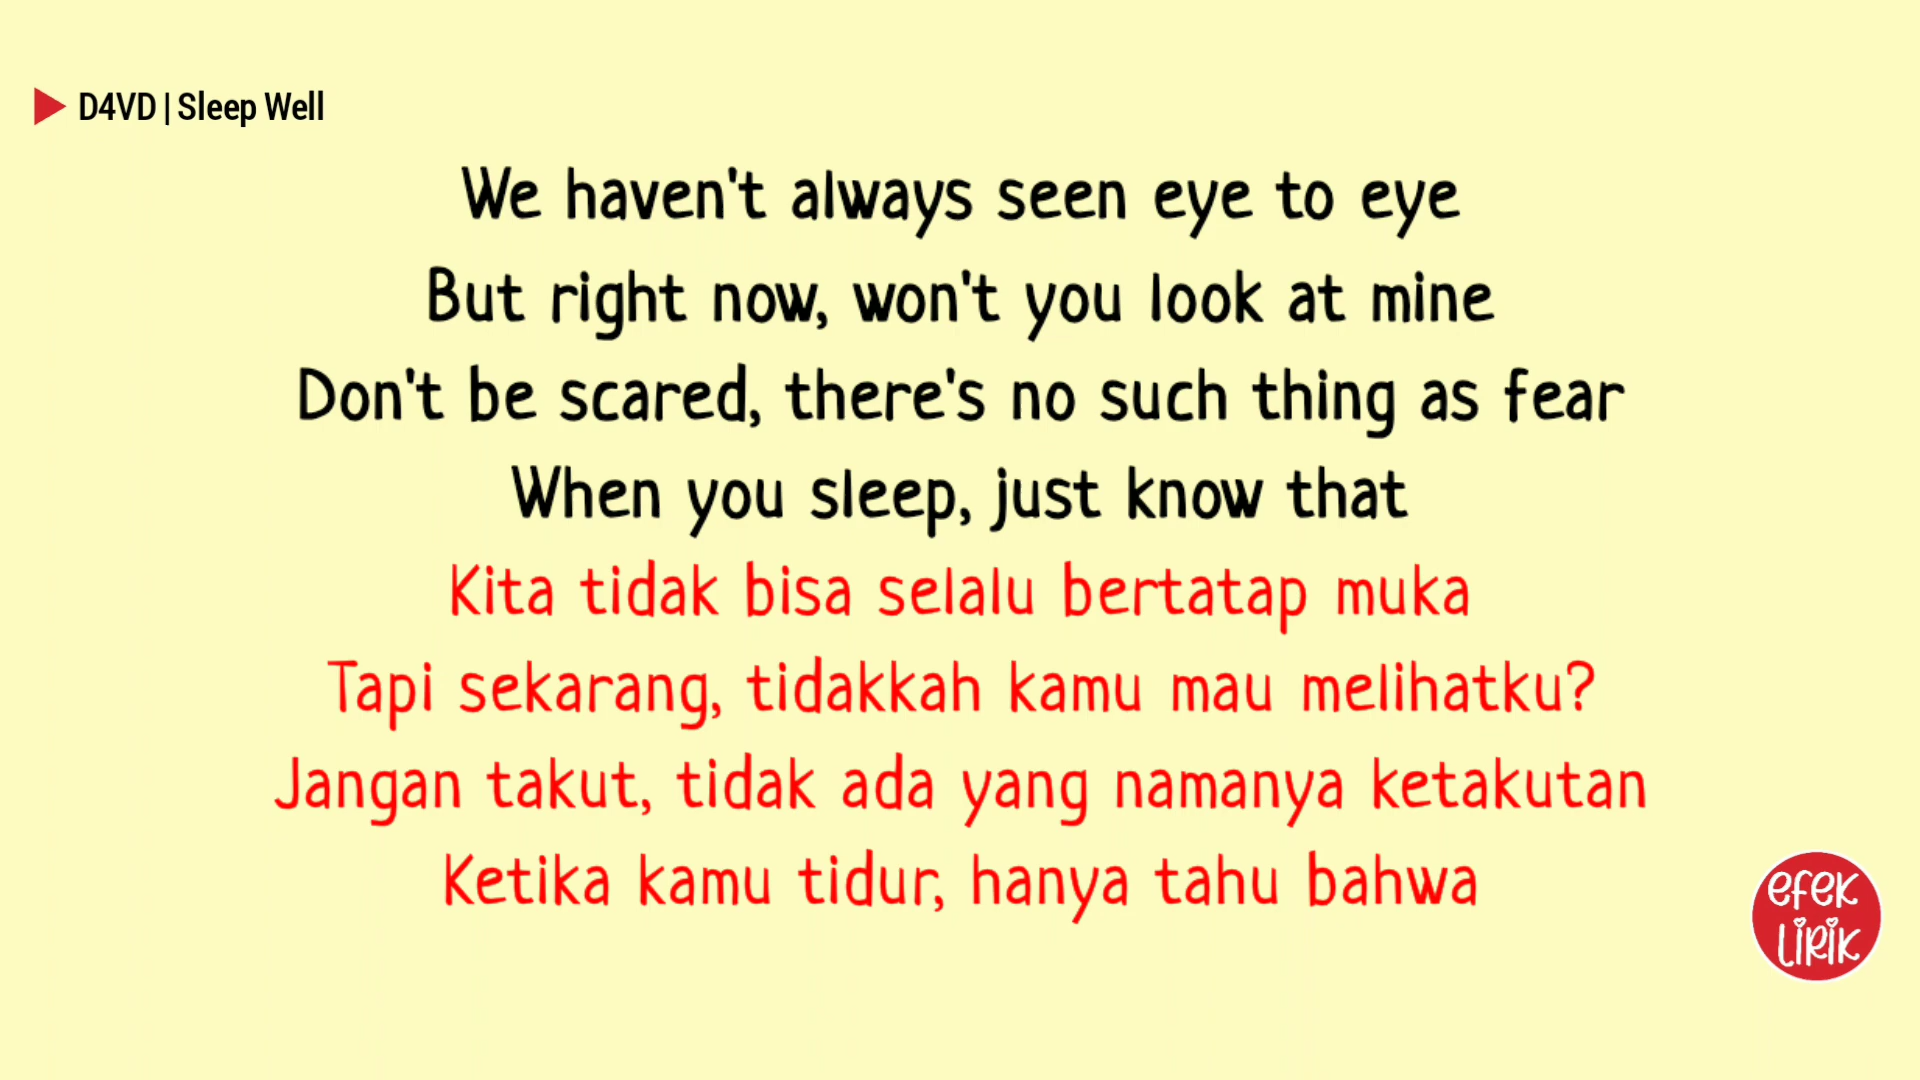 D4VD | Sleep Well
We haven't always seen eye to eye
But right now, won't you look at mine
Don't be scared, there's no such thing as fear
When you sleep, just know that
Kita tidak bisa selalu bertatap muka
Tapi sekarang, tidakkah kamu mau melihatku?
Jangan takut, tidak ada yang namanya ketakutan
Ketika kamu tidur, hanya tahu bahwa
efek
LiRiK